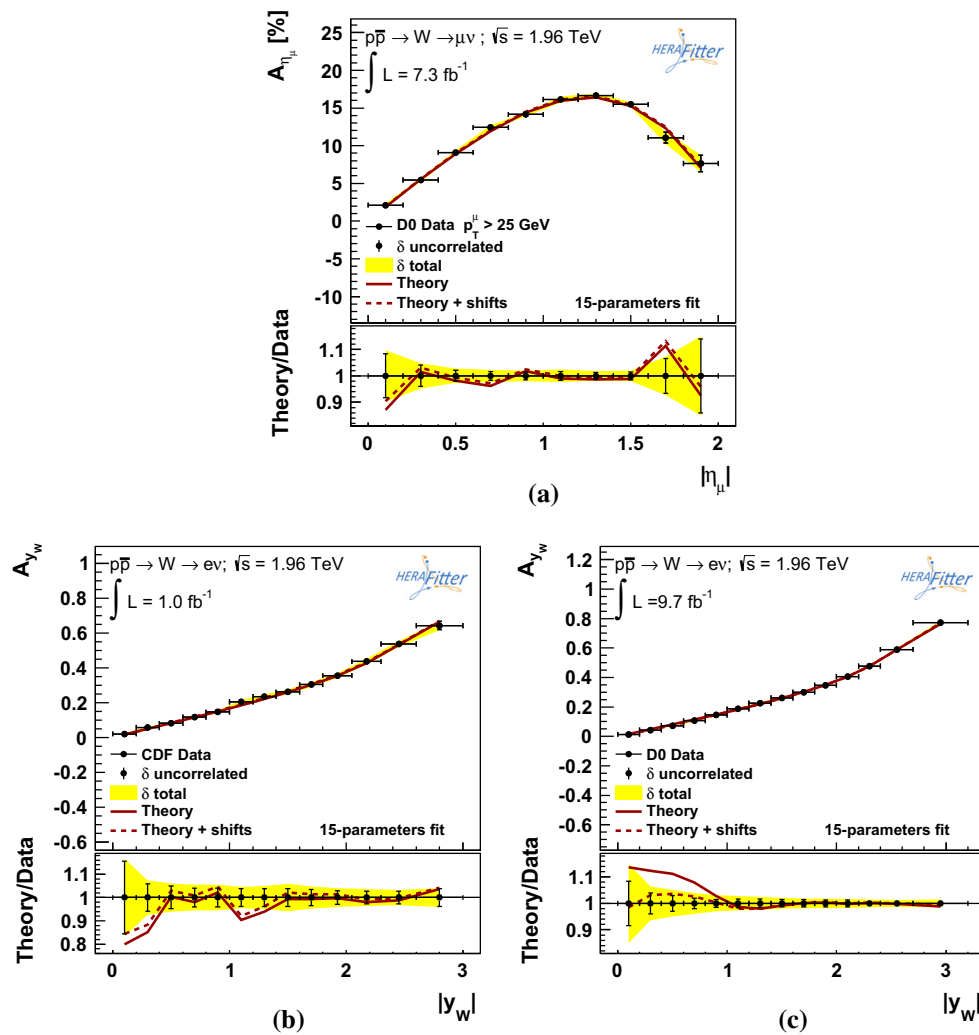 A_ημ [%]
pp̅ → W →μν ; √s = 1.96 TeV
∫ L = 7.3 fb⁻¹
HERAFitter
25
20
15
10
5
0
-5
-10
D0 Data p_T^μ > 25 GeV
δ uncorrelated
δ total
Theory
Theory + shifts
15-parameters fit
Theory/Data
1.1
1
0.9
0 0.5 1 1.5 2
|η_μ|
(a)
A_y_W
pp̅ → W → eν; √s = 1.96 TeV
∫ L = 1.0 fb⁻¹
HERAFitter
1
0.8
0.6
0.4
0.2
0
-0.2
-0.4
-0.6
CDF Data
δ uncorrelated
δ total
Theory
Theory + shifts
15-parameters fit
Theory/Data
1.1
1
0.9
0.8
0 1 2 3
|y_W|
(b)
A_y_W
pp̅ → W → eν; √s = 1.96 TeV
∫ L =9.7 fb⁻¹
HERAFitter
1.2
1
0.8
0.6
0.4
0.2
0
-0.2
-0.4
-0.6
D0 Data
δ uncorrelated
δ total
Theory
Theory + shifts
15-parameters fit
Theory/Data
1.1
1
0.9
0 1 2 3
|y_W|
(c)